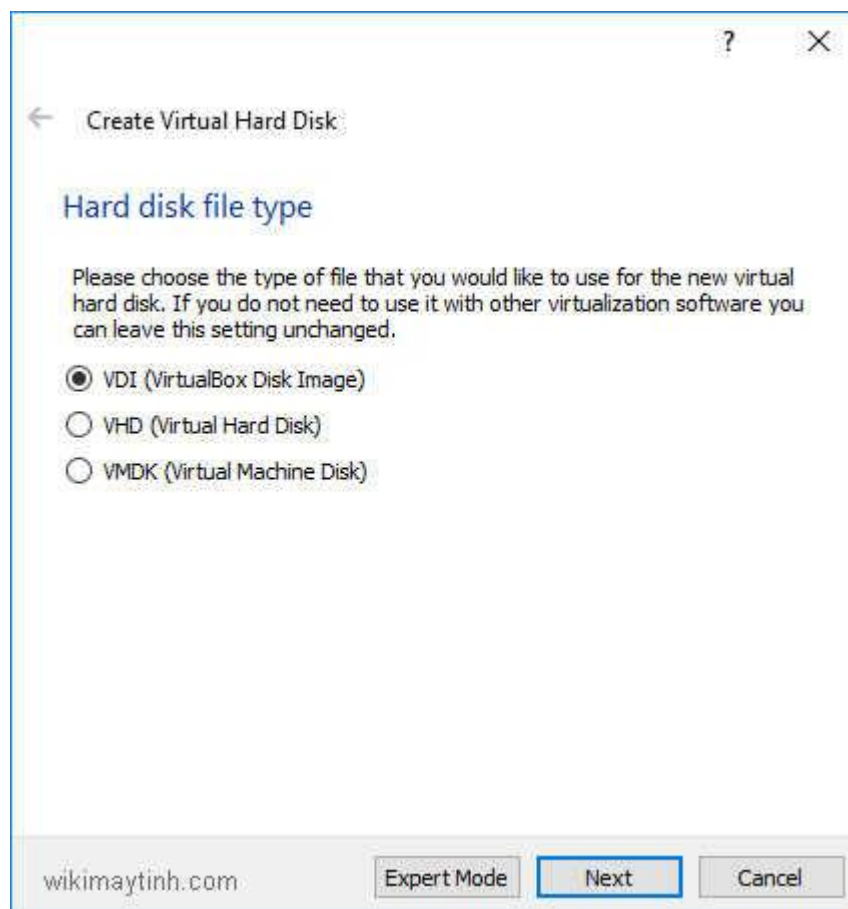 ?
Create Virtual Hard Disk
Hard disk file type
Please choose the type of file that you would like to use for the new virtual
hard disk. If you do not need to use it with other virtualization software you
can leave this setting unchanged.
VDI (VirtualBox Disk Image)
VHD (Virtual Hard Disk)
VMDK (Virtual Machine Disk)
wikimaytinh.com Expert Mode Next Cancel